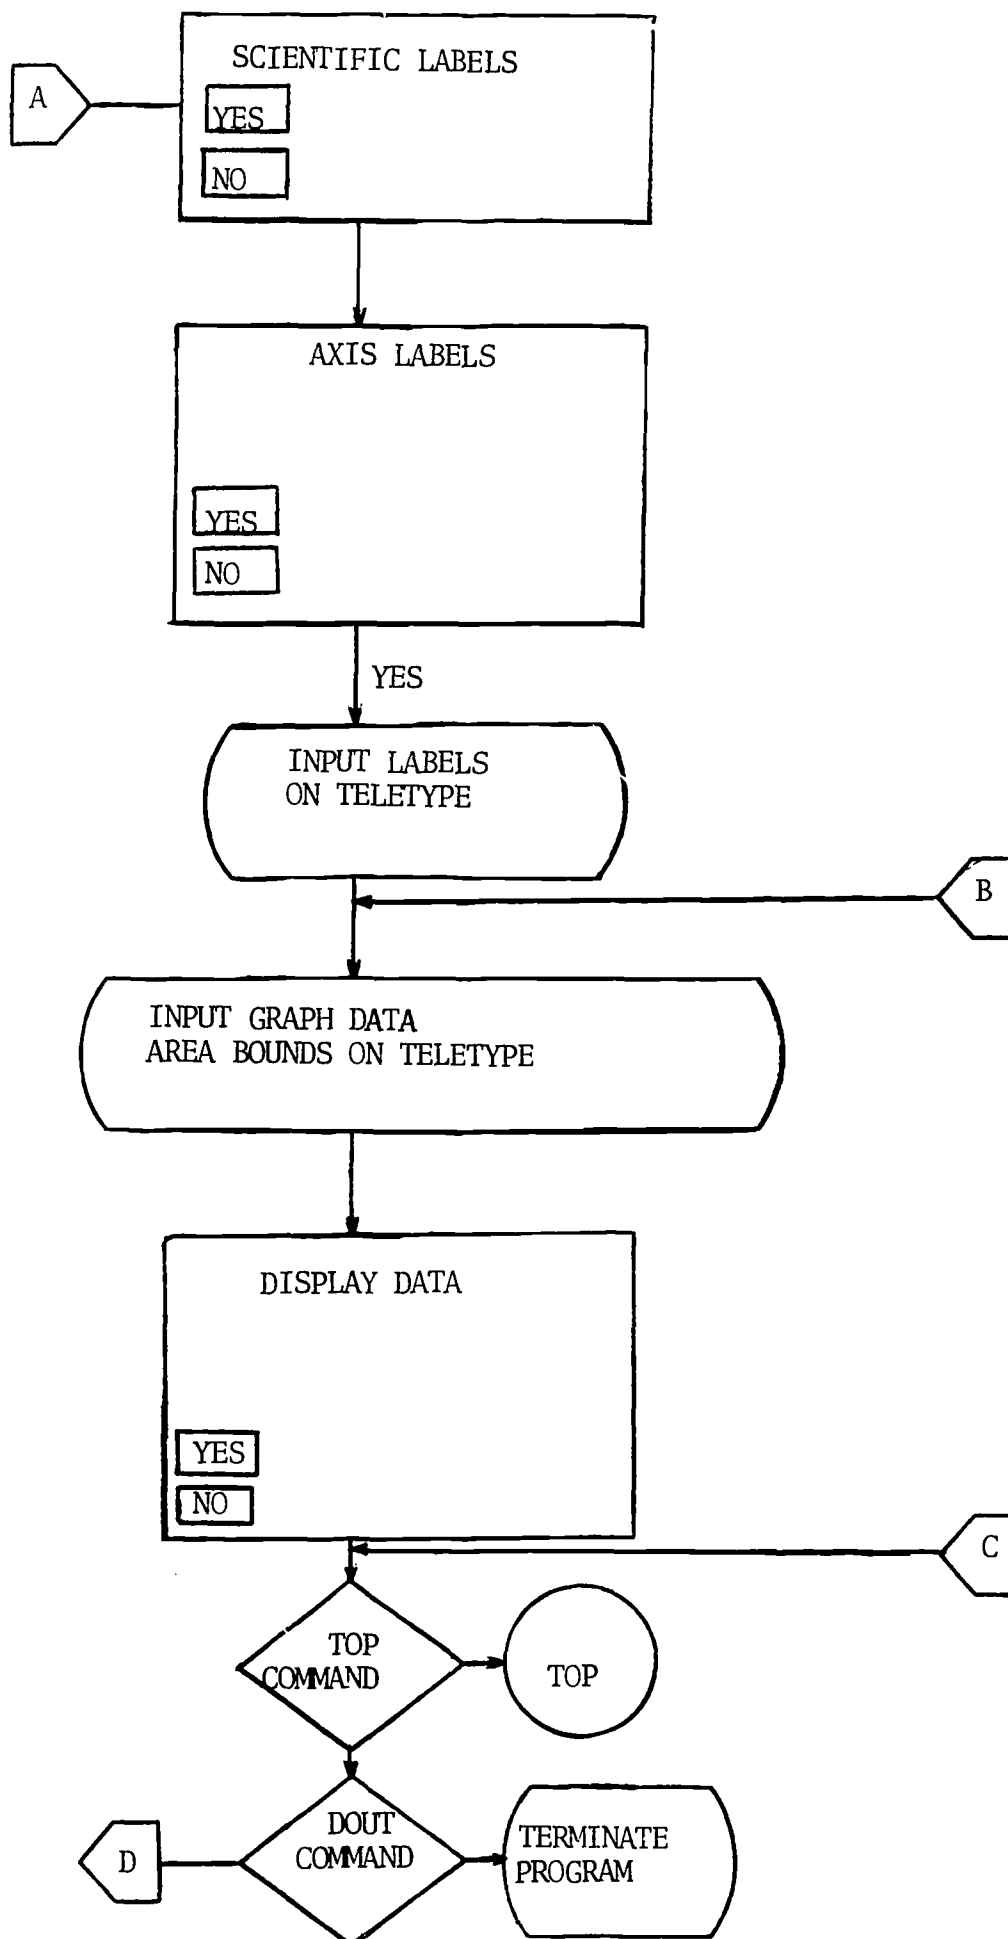 SCIENTIFIC LABELS
A
YES
NO
AXIS LABELS
YES
NO
YES
INPUT LABELS
ON TELETYPE
B
INPUT GRAPH DATA
AREA BOUNDS ON TELETYPE
DISPLAY DATA
YES
NO
C
TOP
COMMAND
TOP
DOUT
COMMAND
D
TERMINATE
PROGRAM